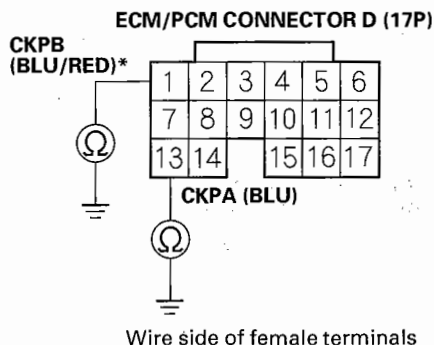 ECM/PCM CONNECTOR D (17P)
CKPB
(BLU/RED)*
1 2 3 4 5 6
7 8 9 10 11 12
13 14 15 16 17
Ω
CKPA (BLU)
Ω
Wire side of female terminals